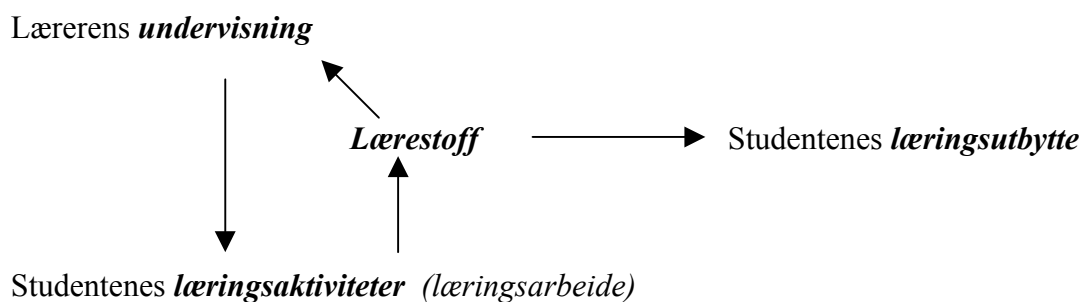 Lærerens undervisning
Lærestoff
Studentenes læringsutbytte
Studentenes læringsaktiviteter (læringsarbeide)